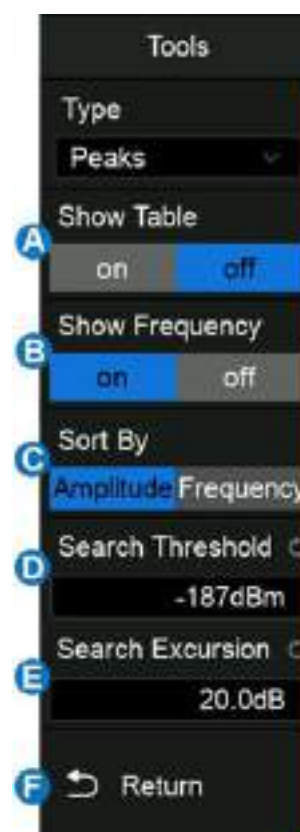 Tools
Type
Peaks
Show Table
A
on off
Show Frequency
B
on off
Sort By
C
Amplitude Frequency
Search Threshold
D
-187dBm
Search Excursion
E
20.0dB
F Return